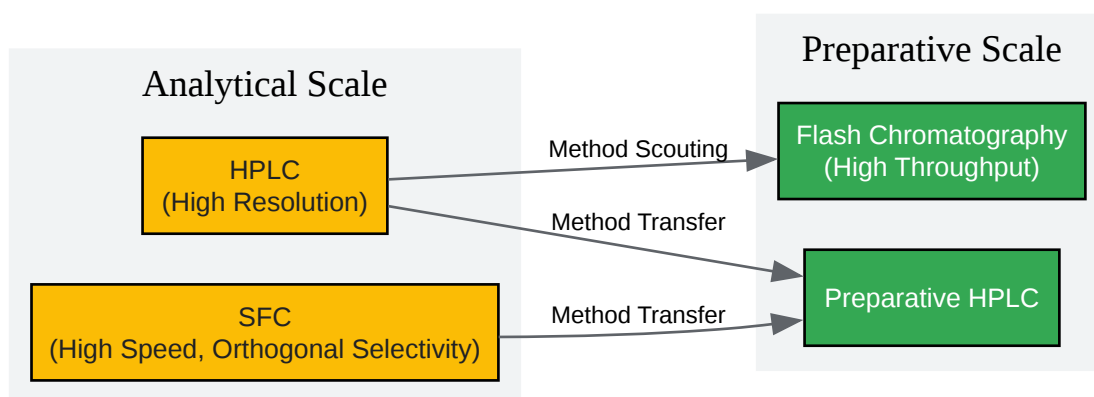 Analytical Scale
HPLC
(High Resolution)
SFC
(High Speed, Orthogonal Selectivity)
Method Scouting
Method Transfer
Method Transfer
Preparative Scale
Flash Chromatography
(High Throughput)
Preparative HPLC